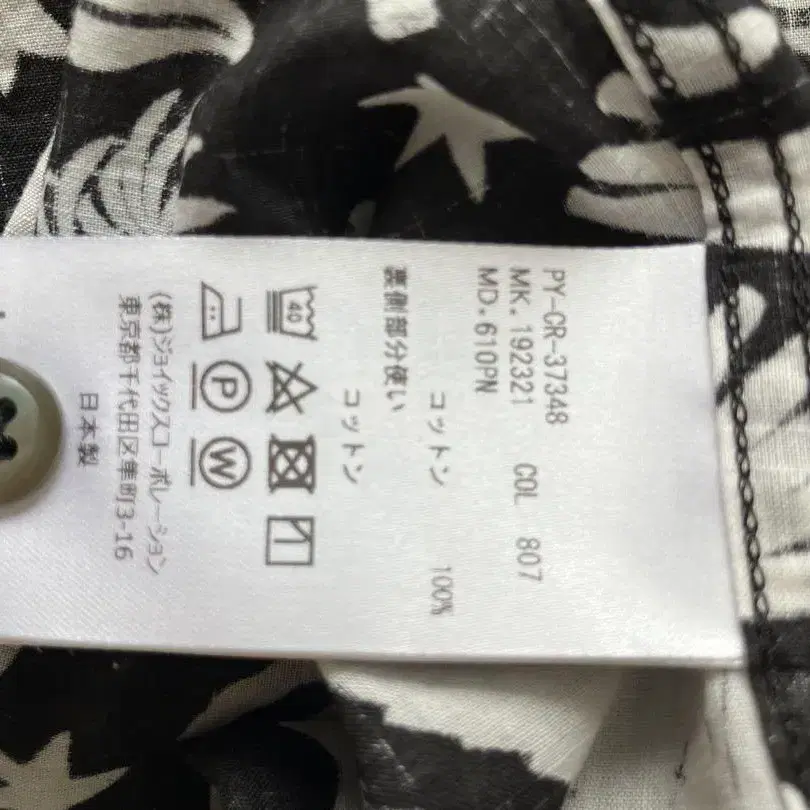 PY-CR-37348
MK.192321 COL 807
MD.610PN
コットン 100%
裏側部分使い
コットン
40
P W
(株)ジョイックスコーポレーション
東京都千代田区隼町3-16
日本製